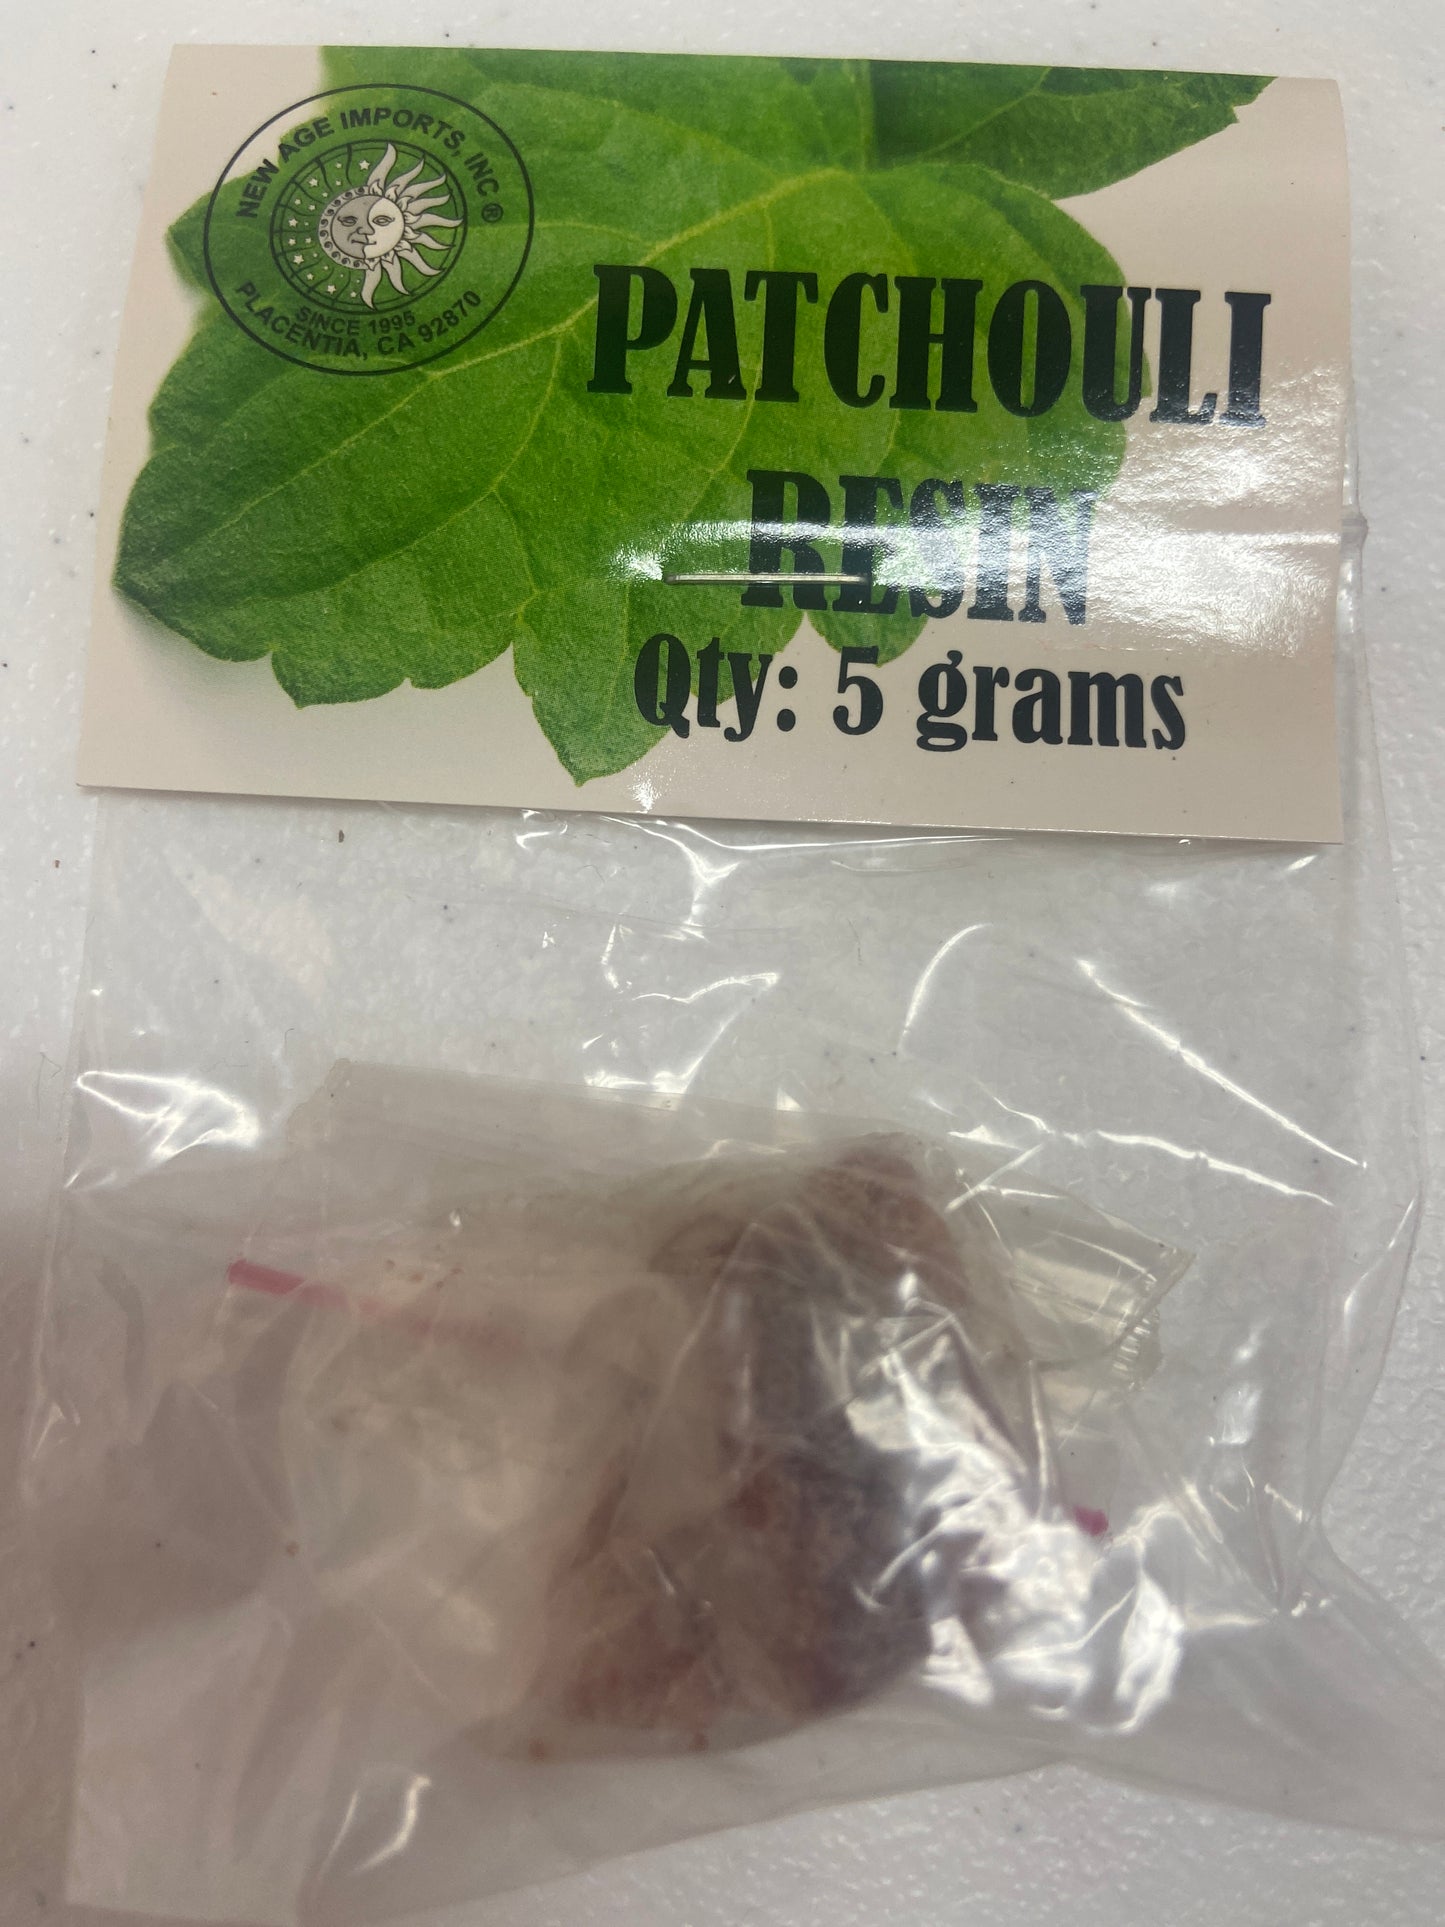 NEW AGE IMPORTS, INC ®
SINCE 1995
PLACENTIA, CA 92870
PATCHOULI
RESIN
Qty: 5 grams